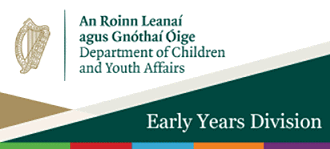 An Roinn Leanaí
agus Gnóthaí Óige
Department of Children
and Youth Affairs
Early Years Division